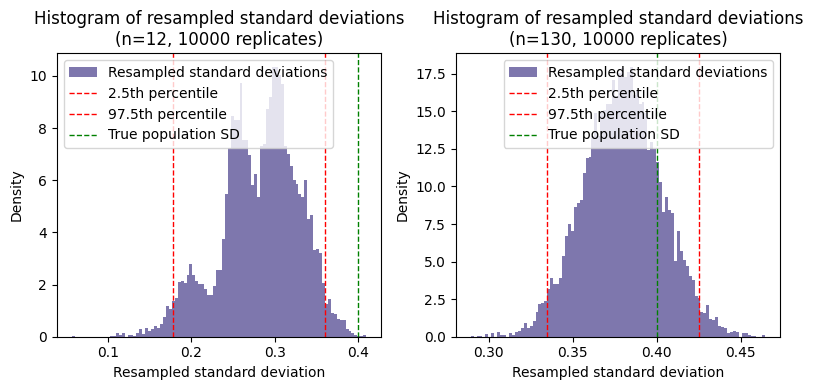 Histogram of resampled standard deviations
(n=12, 10000 replicates)
Resampled standard deviations
2.5th percentile
97.5th percentile
True population SD
Density
10
8
6
4
2
0
0.1
0.2
0.3
0.4
Resampled standard deviation
Histogram of resampled standard deviations
(n=130, 10000 replicates)
Resampled standard deviations
2.5th percentile
97.5th percentile
True population SD
Density
17.5
15.0
12.5
10.0
7.5
5.0
2.5
0.0
0.30
0.35
0.40
0.45
Resampled standard deviation